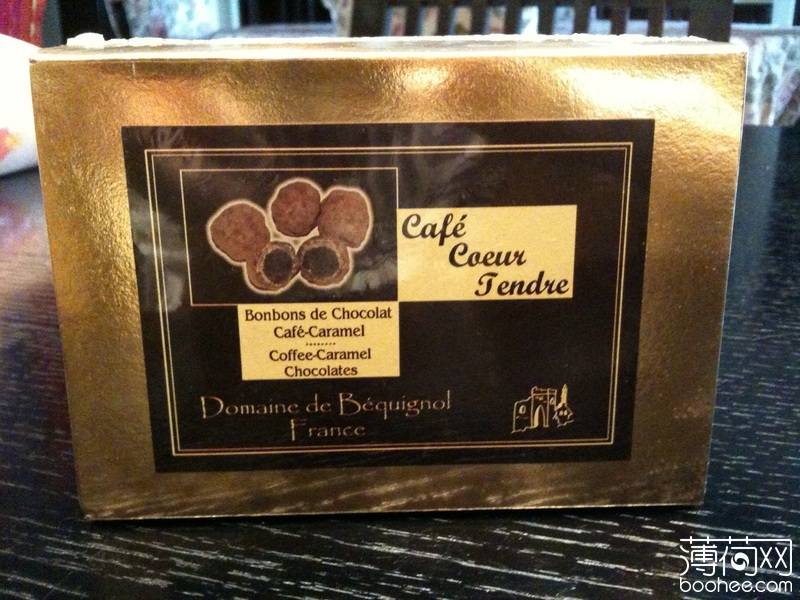 Café
Coeur
Tendre
Bonbons de Chocolat
Café-Caramel
Coffee-Caramel
Chocolates
Domaine de Béquignol
France
薄荷网
boohee.com